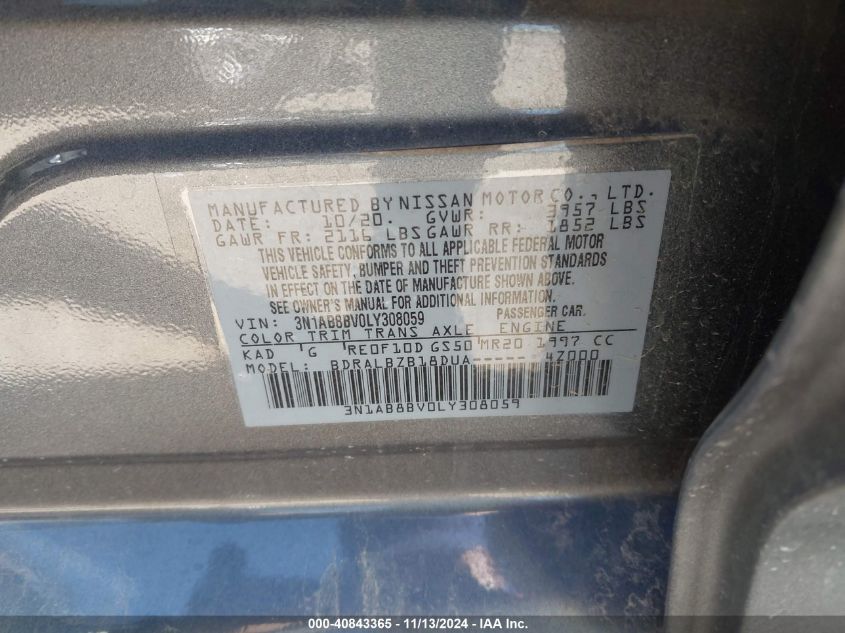 MANUFACTURED BY NISSAN MOTOR CO., LTD.
DATE: 10/20. GVWR: 3957 LBS
GAWR FR: 2116 LBS GAWR RR: 1852 LBS
THIS VEHICLE CONFORMS TO ALL APPLICABLE FEDERAL MOTOR
VEHICLE SAFETY, BUMPER AND THEFT PREVENTION STANDARDS
IN EFFECT ON THE DATE OF MANUFACTURE SHOWN ABOVE.
SEE OWNER'S MANUAL FOR ADDITIONAL INFORMATION
VIN: 3N1AB8BV0LY308059 PASSENGER CAR.
COLOR TRIM TRANS AXLE ENGINE
KAD G RE0F10D GS50 MR20 1997 CC
MODEL: BDRALBZB18DUA----- 47000
3N1AB8BV0LY308059
000-40843365 - 11/13/2024 - IAA Inc.